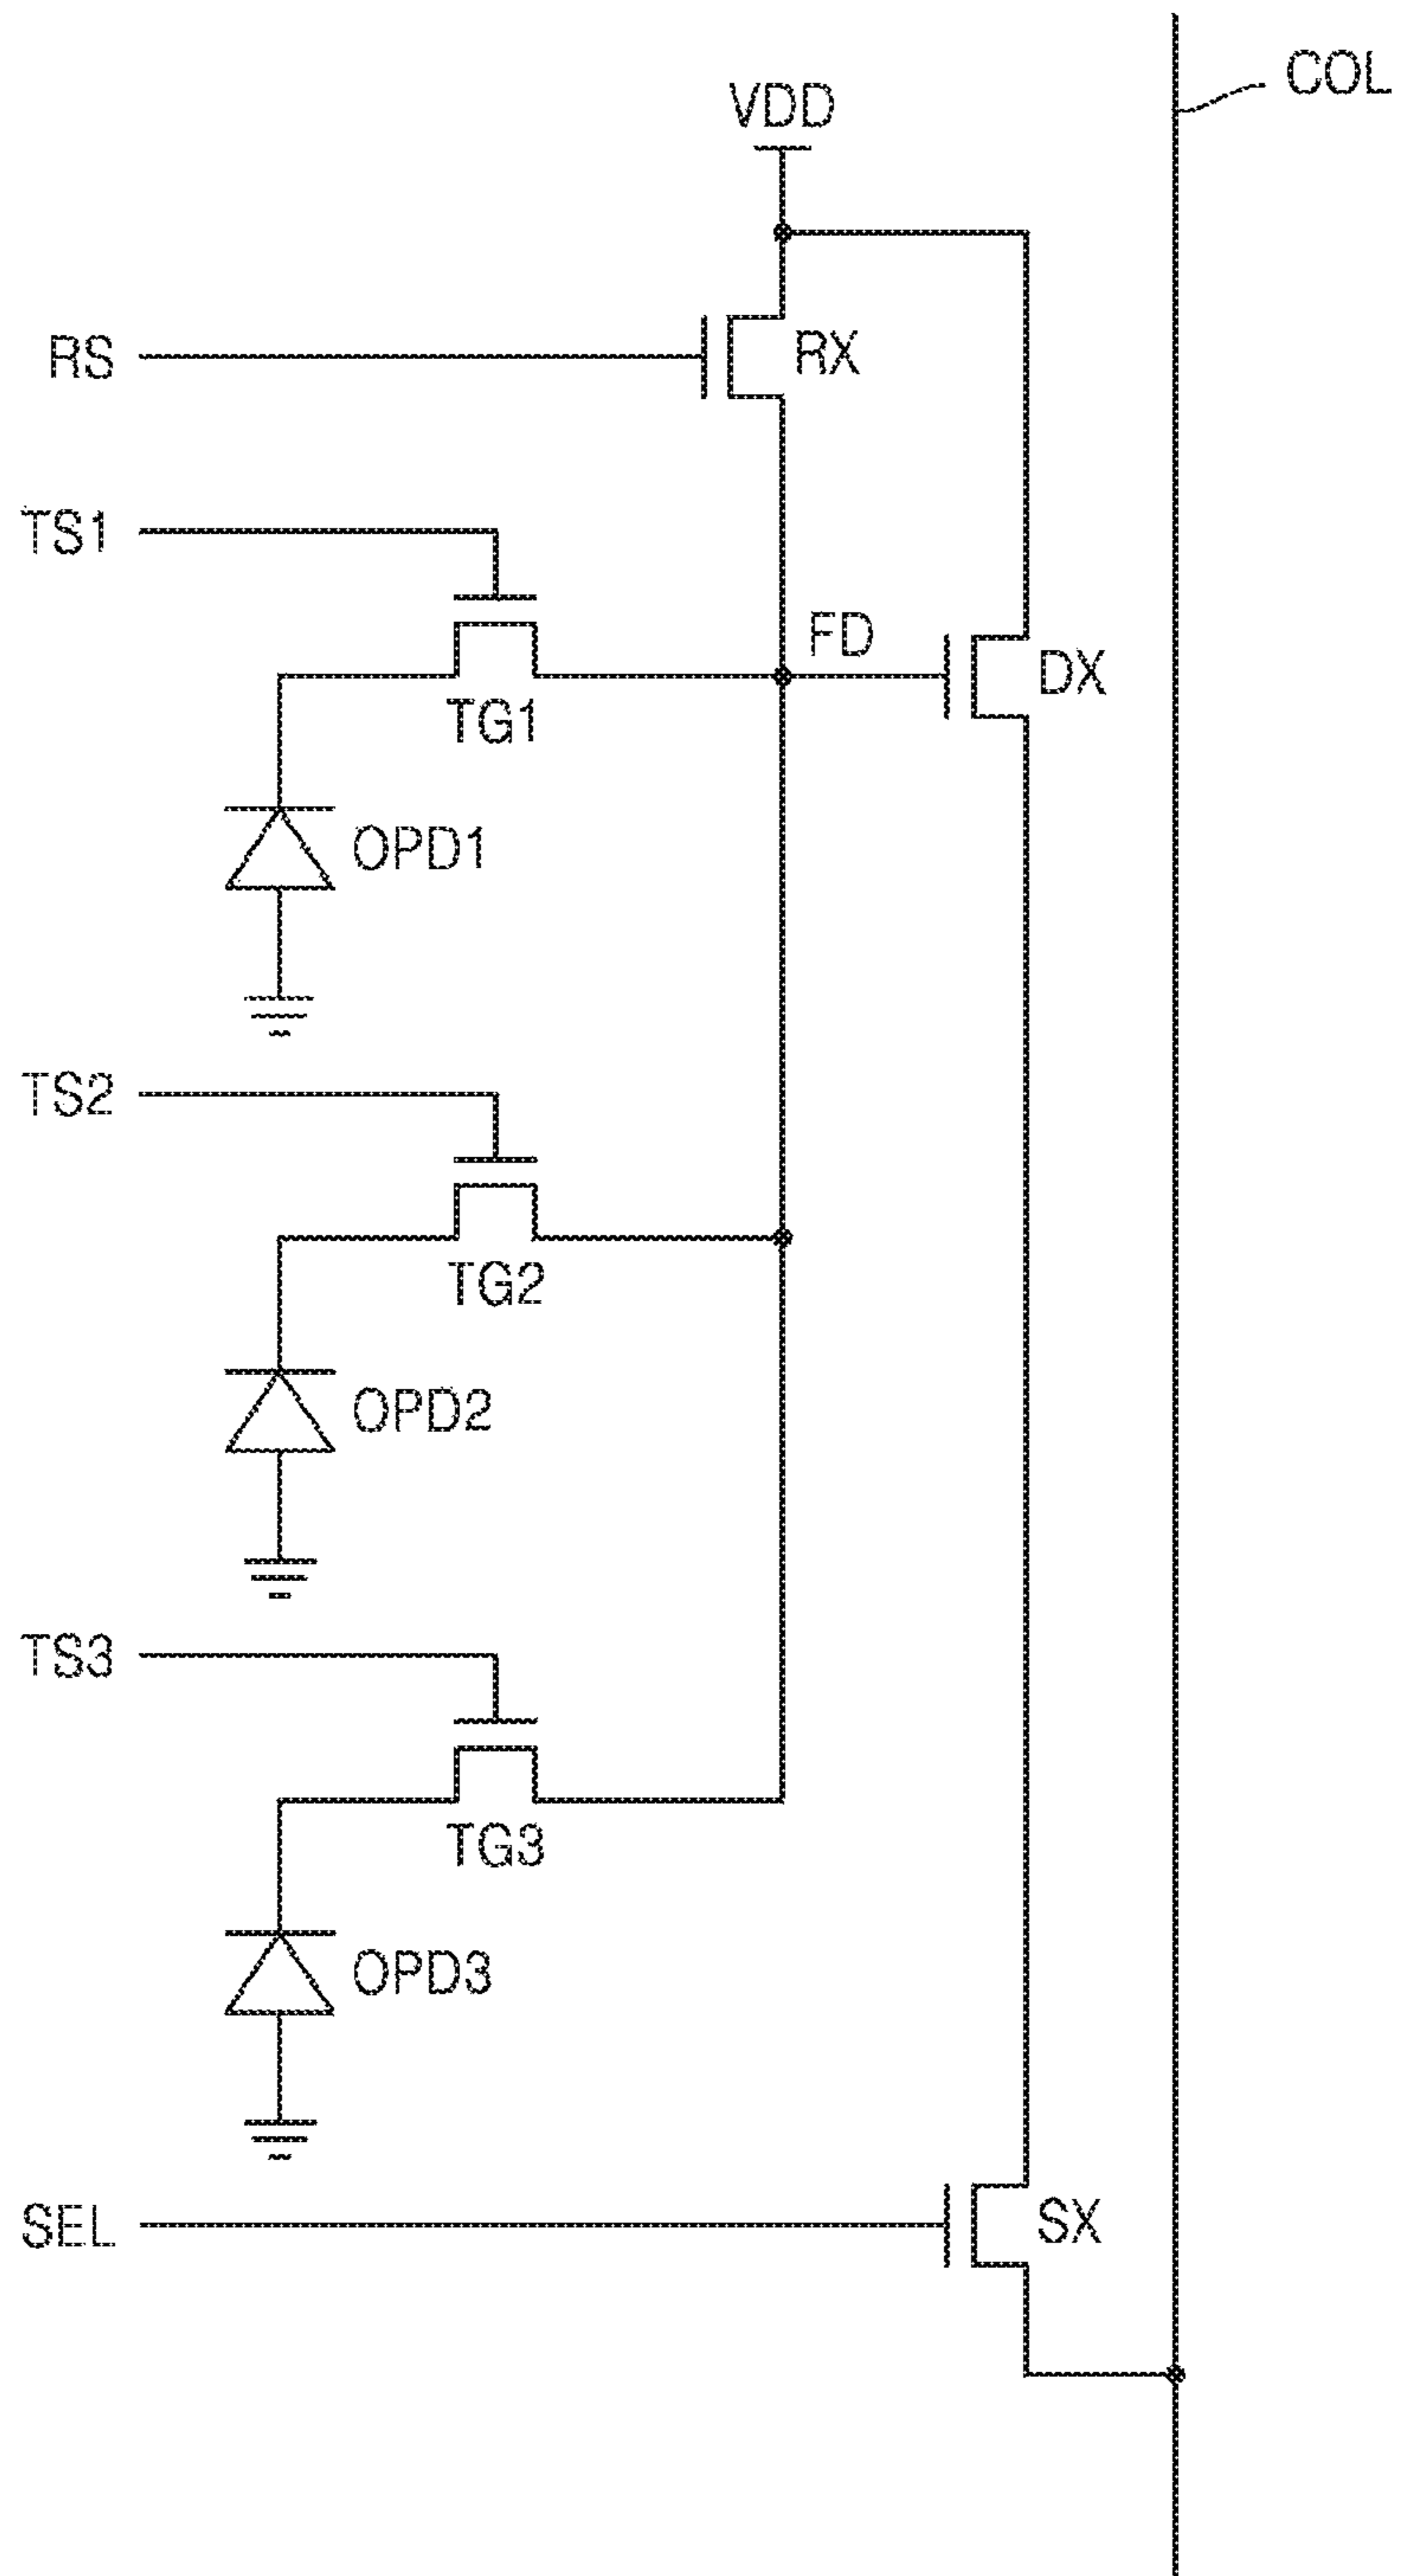 COL
VDD
RS
RX
TS1
FD
DX
TG1
OPD1
TS2
TG2
OPD2
TS3
TG3
OPD3
SEL
SX